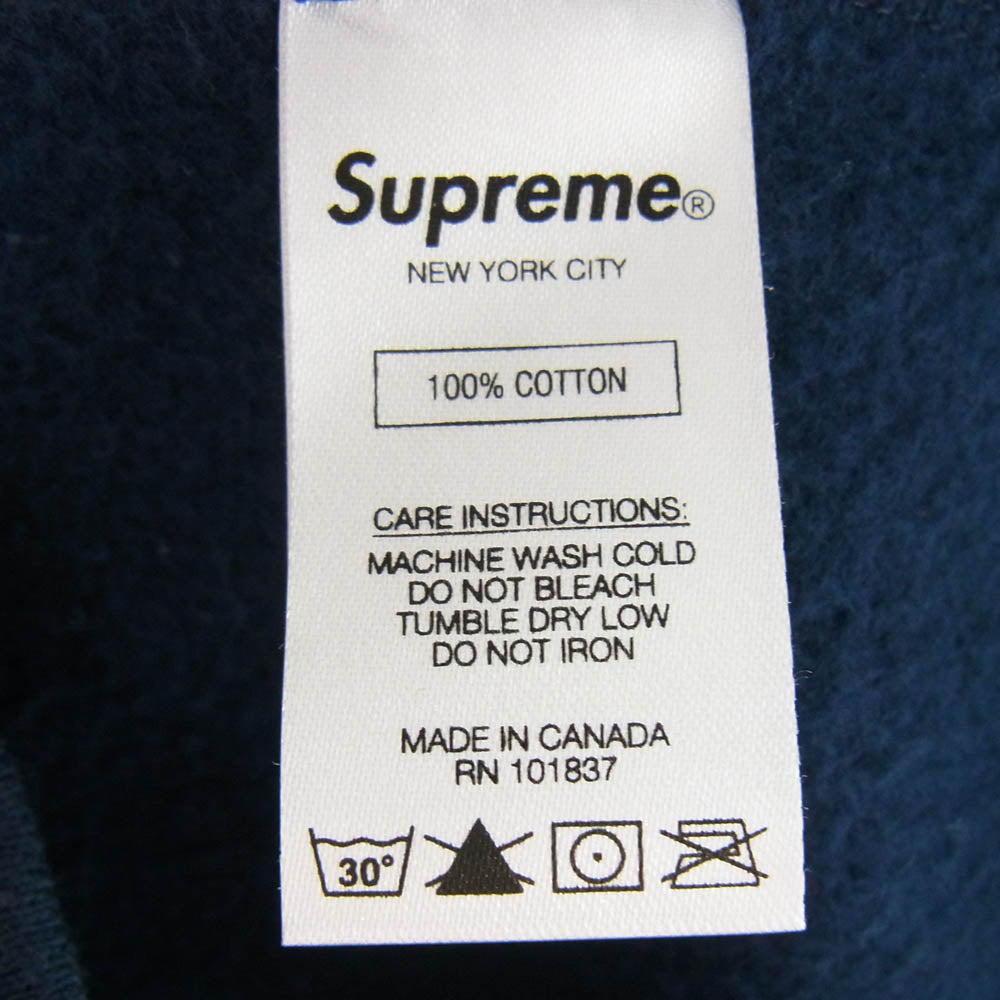 Supreme®
NEW YORK CITY
100% COTTON
CARE INSTRUCTIONS:
MACHINE WASH COLD
DO NOT BLEACH
TUMBLE DRY LOW
DO NOT IRON
MADE IN CANADA
RN 101837
30°